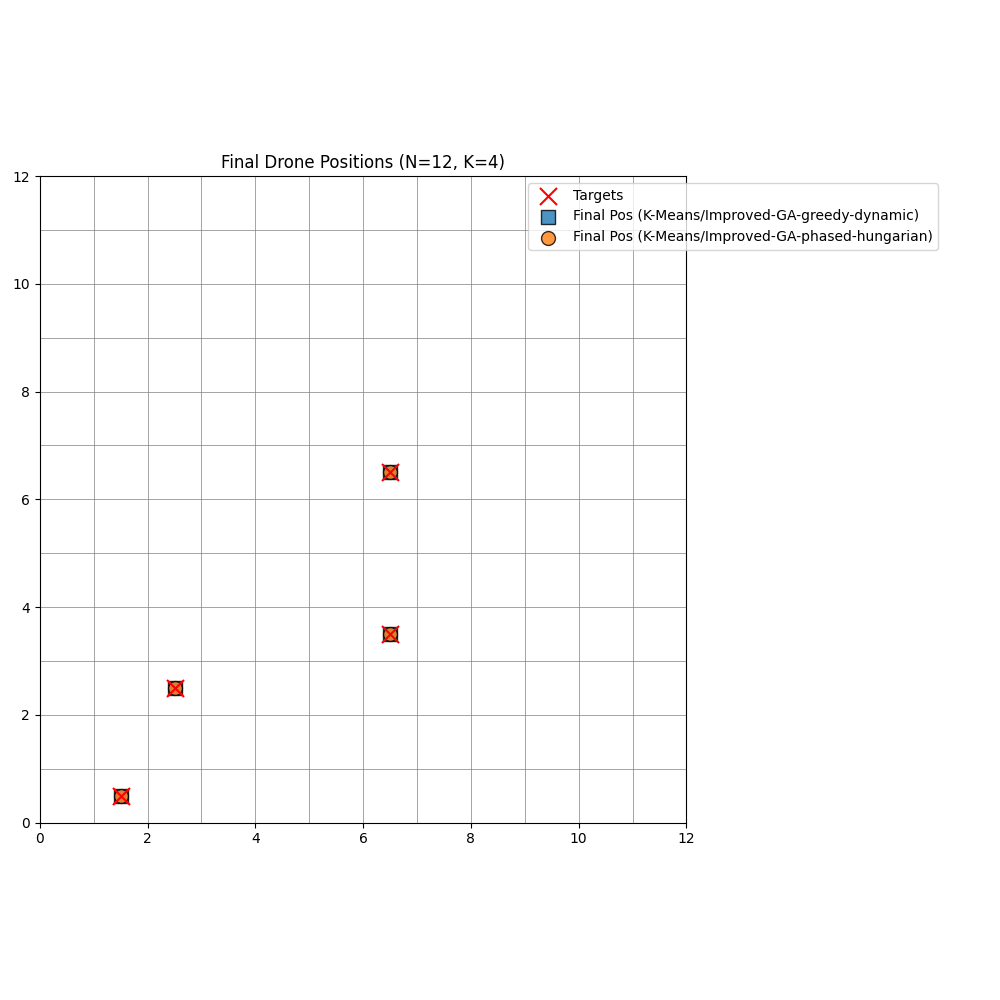 Final Drone Positions (N=12, K=4)
Targets
Final Pos (K-Means/Improved-GA-greedy-dynamic)
Final Pos (K-Means/Improved-GA-phased-hungarian)
12
10
8
6
4
2
0
0 2 4 6 8 10 12